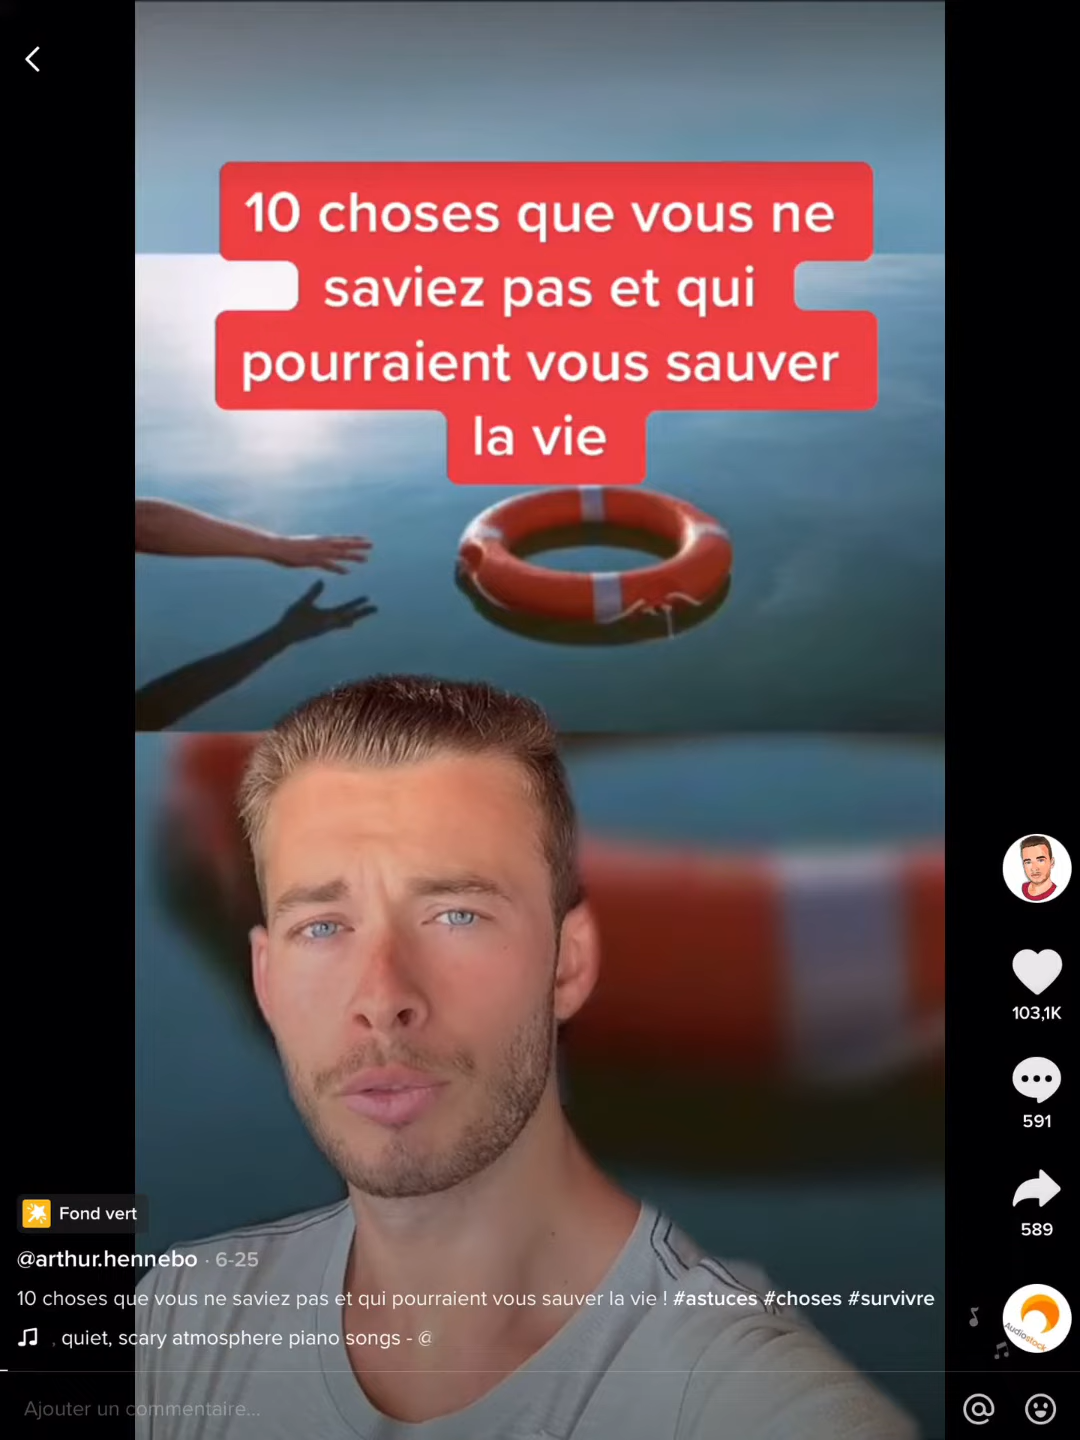 10 choses que vous ne
saviez pas et qui
pourraient vous sauver
la vie
103,1K
591
589
Fond vert
@arthur.hennebo · 6-25
10 choses que vous ne saviez pas et qui pourraient vous sauver la vie ! #astuces #choses #survivre
, quiet, scary atmosphere piano songs - @
Audiostock
Ajouter un commentaire...